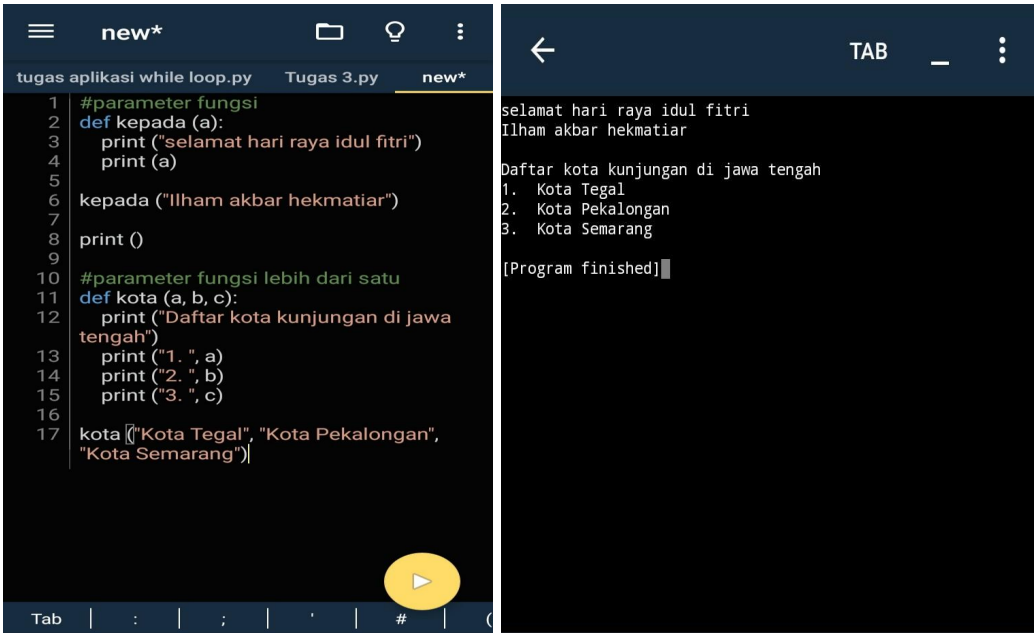 new*
tugas aplikasi while loop.py Tugas 3.py new*
1 #parameter fungsi
2 def kepada (a):
3 print ("selamat hari raya idul fitri")
4 print (a)
5
6 kepada ("Ilham akbar hekmatiar")
7
8 print ()
9
10 #parameter fungsi lebih dari satu
11 def kota (a, b, c):
12 print ("Daftar kota kunjungan di jawa
tengah")
13 print ("1. ", a)
14 print ("2. ", b)
15 print ("3. ", c)
16
17 kota ("Kota Tegal", "Kota Pekalongan",
"Kota Semarang")
Tab | : | ; | ' | # | (
TAB _
selamat hari raya idul fitri
Ilham akbar hekmatiar
Daftar kota kunjungan di jawa tengah
1. Kota Tegal
2. Kota Pekalongan
3. Kota Semarang
[Program finished]